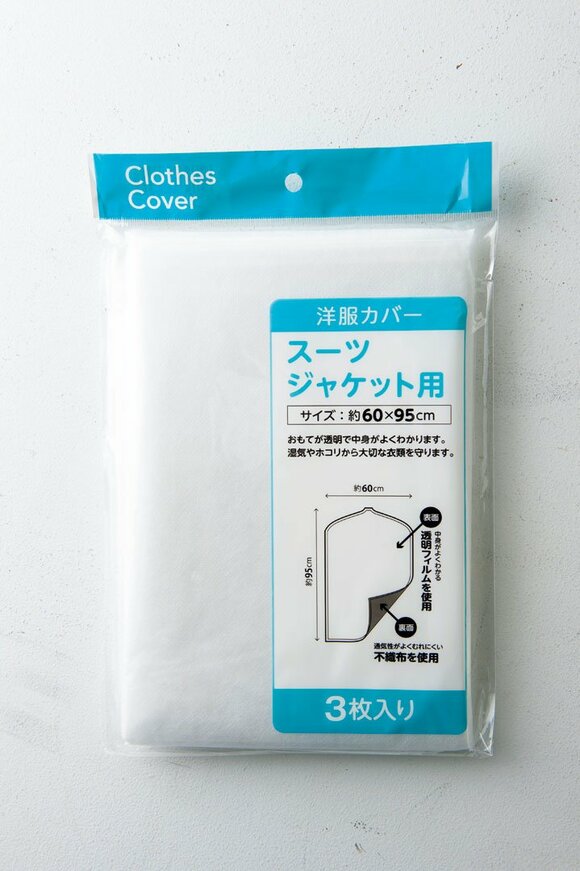 Clothes
Cover
洋服カバー
スーツ
ジャケット用
サイズ：約60×95cm
おもてが透明で中身がよくわかります。
湿気やホコリから大切な衣類を守ります。
約60cm
約95cm
表面
中身がよくわかる
透明フィルムを使用
裏面
通気性がよくむれにくい
不織布を使用
3枚入り